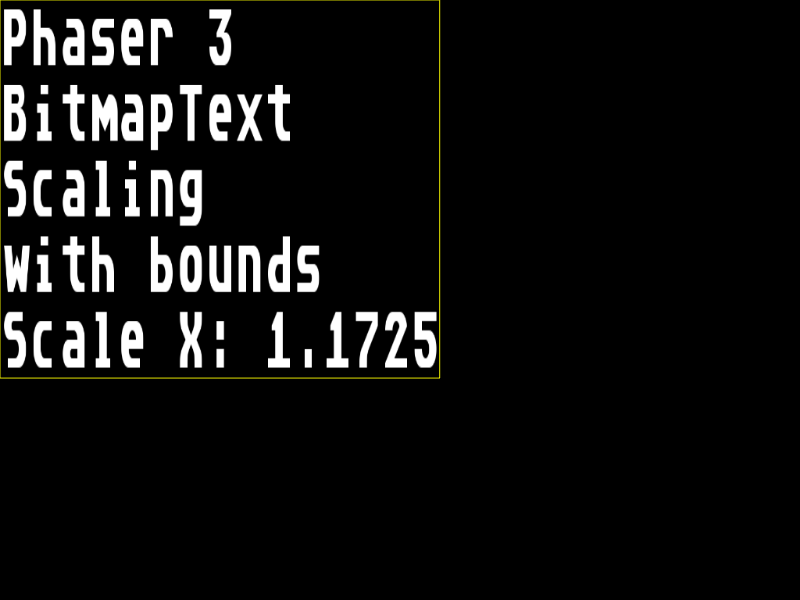 Phaser 3
BitmapText
Scaling
with bounds
Scale X: 1.1725